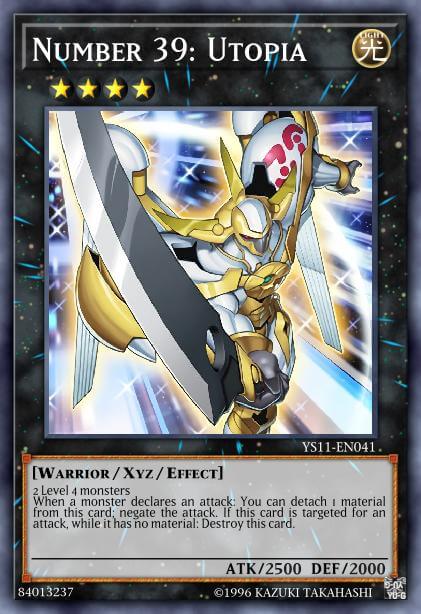 NUMBER 39: UTOPIA
LIGHT
光
39
YS11-EN041
[WARRIOR / XYZ / EFFECT]
2 Level 4 monsters
When a monster declares an attack: You can detach 1 material
from this card; negate the attack. If this card is targeted for
an attack, while it has no material: Destroy this card.
ATK/2500 DEF/2000
84013237
©1996 KAZUKI TAKAHASHI